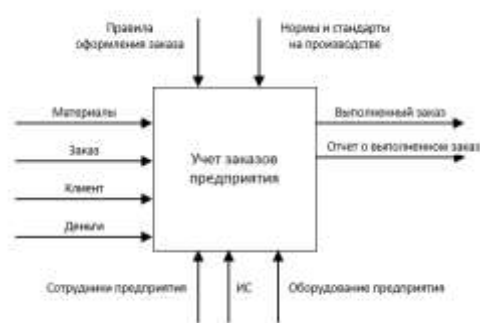 Правила
оформления заказа
Нормы и стандарты
на производстве
Материалы
Заказ
Клиент
Деньги
Учет заказов
предприятия
Выполненный заказ
Отчет о выполненном заказе
Сотрудники предприятия
ИС
Оборудование предприятия